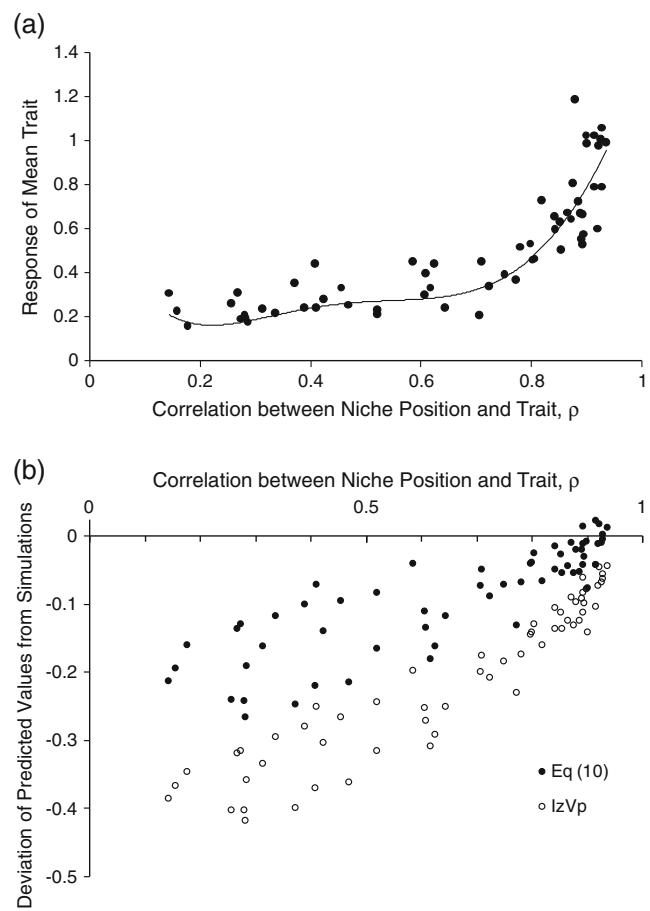 (a)
1.4
1.2
1
0.8
0.6
0.4
0.2
0
Response of Mean Trait
0 0.2 0.4 0.6 0.8 1
Correlation between Niche Position and Trait, ρ
(b)
Correlation between Niche Position and Trait, ρ
0 0.5 1
0
-0.1
-0.2
-0.3
-0.4
-0.5
Deviation of Predicted Values from Simulations
Eq (10)
IzVp